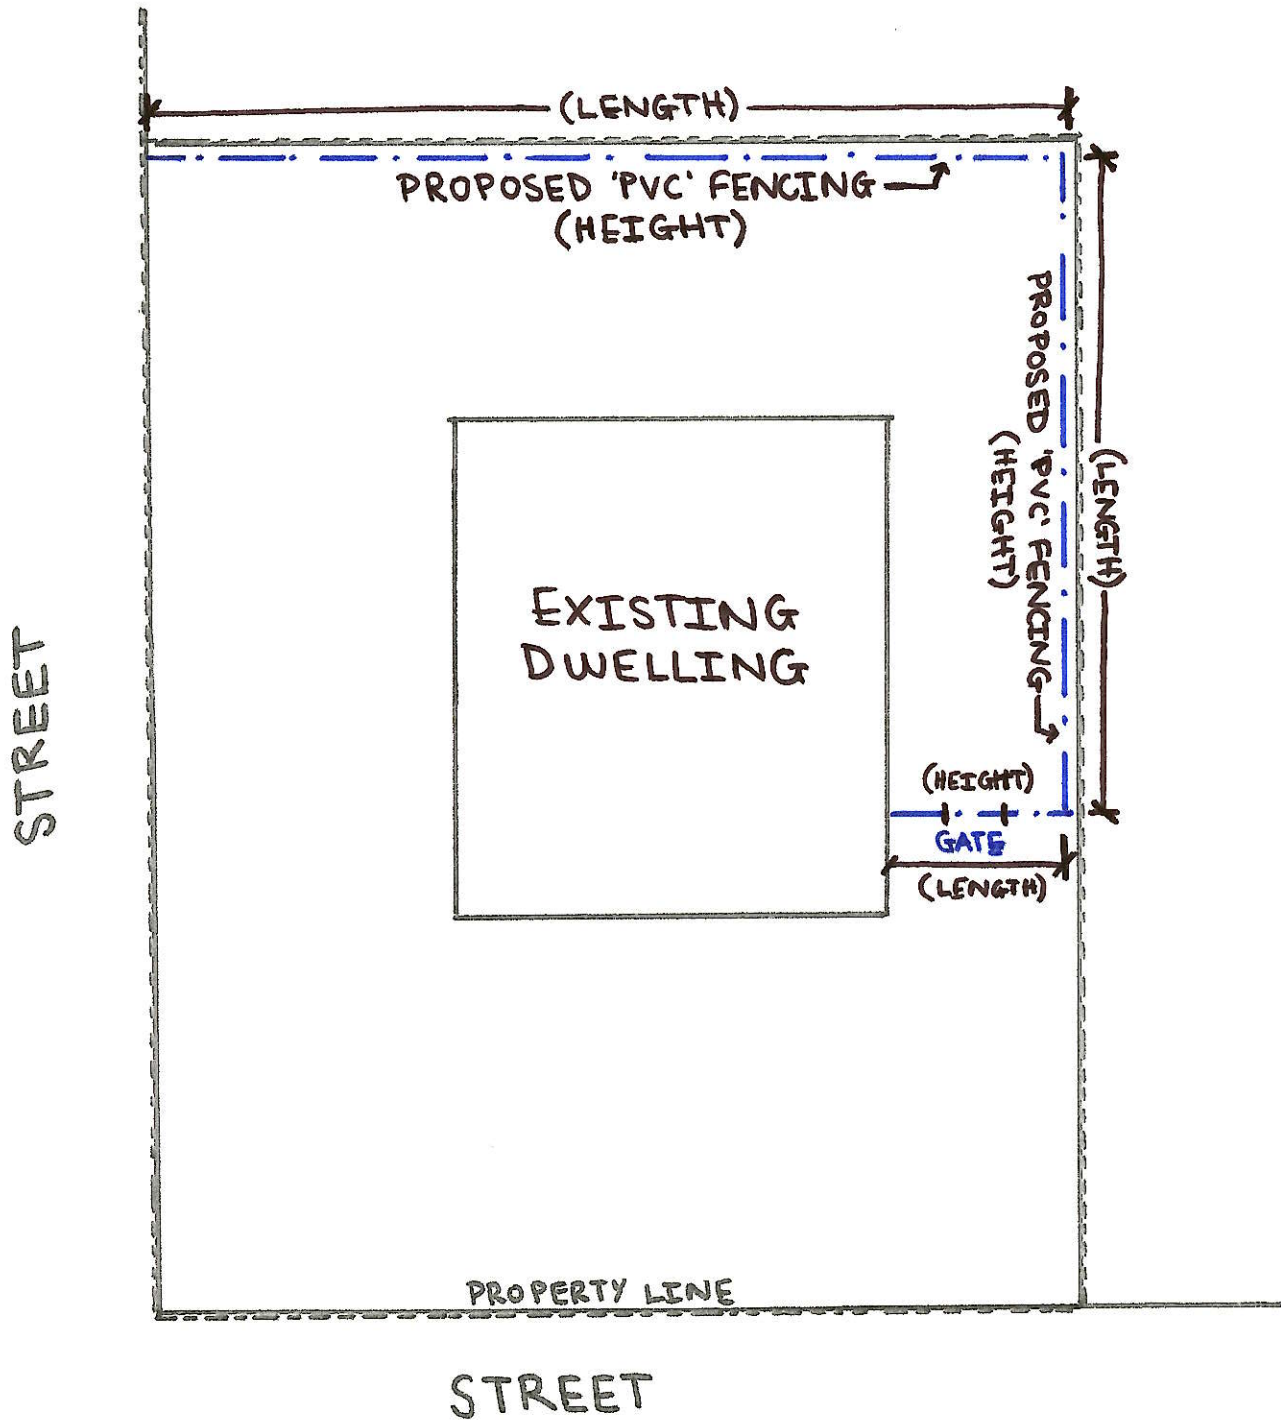 (LENGTH)
PROPOSED 'PVC' FENCING
(HEIGHT)
PROPOSED 'PVC' FENCING
(HEIGHT)
(LENGTH)
EXISTING
DWELLING
STREET
(HEIGHT)
GATE
(LENGTH)
PROPERTY LINE
STREET